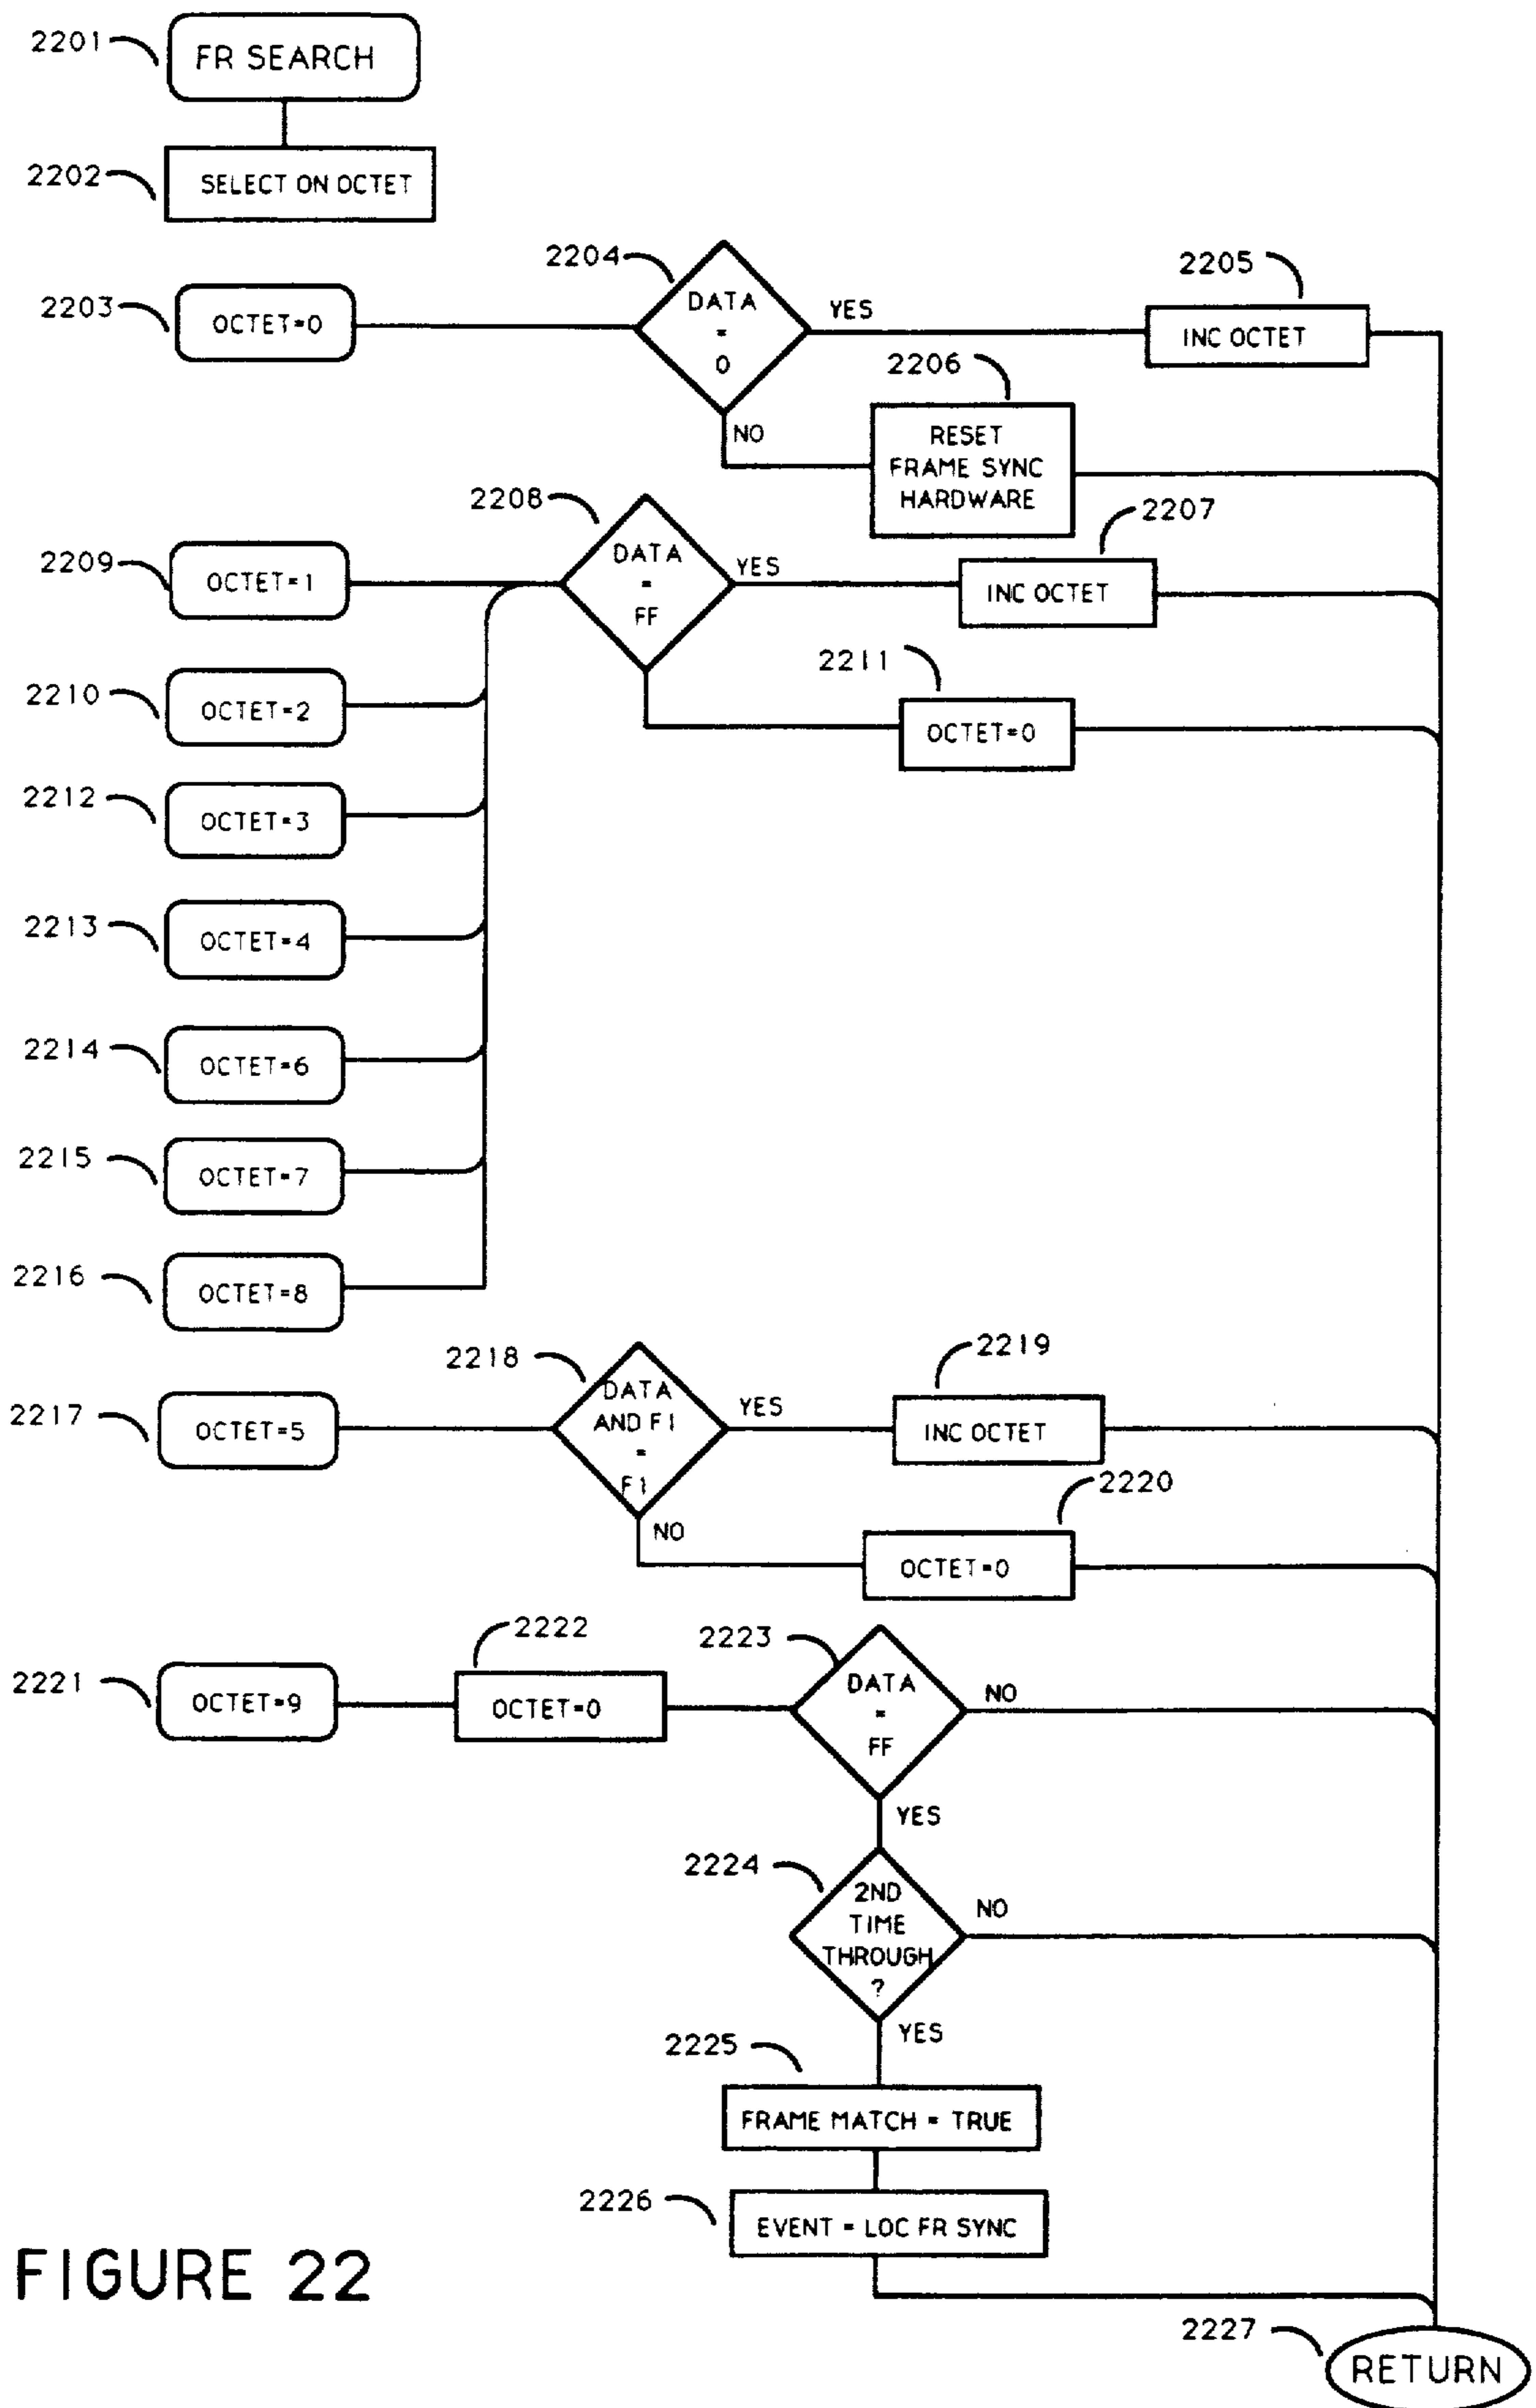 2201
FR SEARCH
2202
SELECT ON OCTET
2203
OCTET=0
2204
DATA
=
0
YES
2205
INC OCTET
NO
2206
RESET
FRAME SYNC
HARDWARE
2209
OCTET=1
2208
DATA
=
FF
YES
2207
INC OCTET
2211
OCTET=0
2210
OCTET=2
2212
OCTET=3
2213
OCTET=4
2214
OCTET=6
2215
OCTET=7
2216
OCTET=8
2217
OCTET=5
2218
DATA
AND F1
=
F1
YES
2219
INC OCTET
NO
2220
OCTET=0
2221
OCTET=9
2222
OCTET=0
2223
DATA
=
FF
NO
YES
2224
2ND
TIME
THROUGH
?
NO
YES
2225
FRAME MATCH = TRUE
2226
EVENT = LOC FR SYNC
2227
RETURN
FIGURE 22